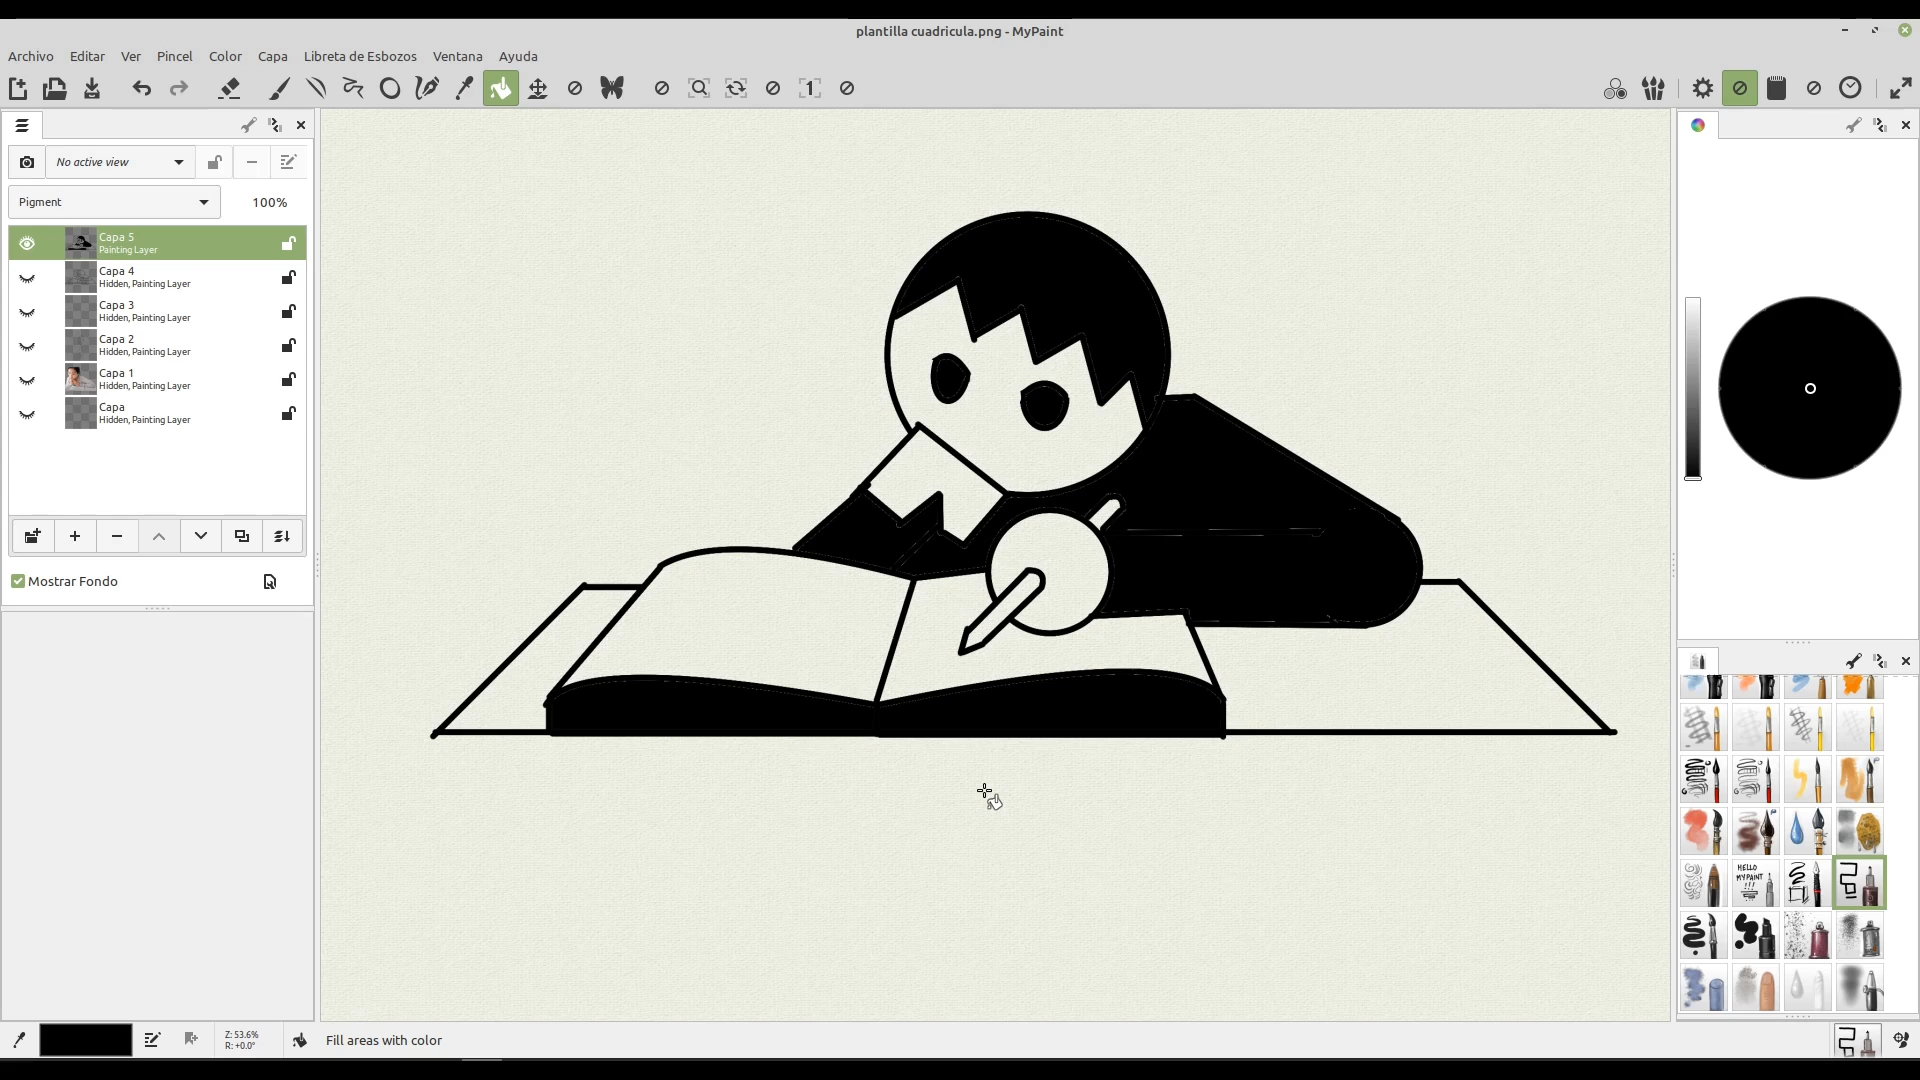 plantilla cuadricula.png - MyPaint
Archivo Editar Ver Pincel Color Capa Libreta de Esbozos Ventana Ayuda
1
No active view
Pigment 100%
Capa 5
Painting Layer
Capa 4
Hidden, Painting Layer
Capa 3
Hidden, Painting Layer
Capa 2
Hidden, Painting Layer
Capa 1
Hidden, Painting Layer
Capa
Hidden, Painting Layer
Mostrar Fondo
HELLO
MYPAINT
!!!
Z: 53.6%
R: +0.0°
Fill areas with color